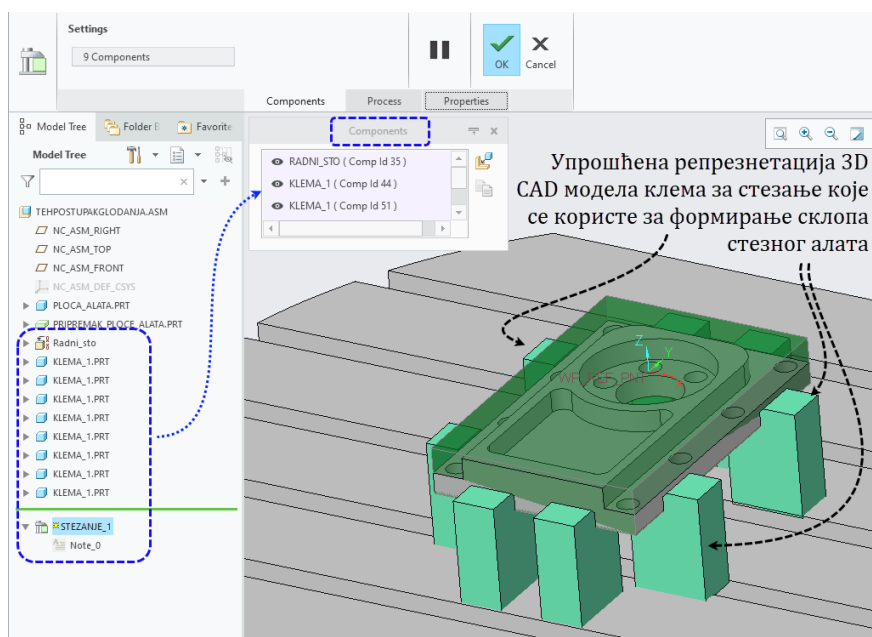 Settings
9 Components
OK
Cancel
Components
Process
Properties
Model Tree
Folder B
Favorite
Model Tree
TEHPOSTUPAKGLODANJA.ASM
NC_ASM_RIGHT
NC_ASM_TOP
NC_ASM_FRONT
NC_ASM_DEF_CSYS
PLOCA_ALATA.PRT
PRIPREMAK_PLOCE_ALATA.PRT
Radni_sto
KLEMA_1.PRT
KLEMA_1.PRT
KLEMA_1.PRT
KLEMA_1.PRT
KLEMA_1.PRT
KLEMA_1.PRT
KLEMA_1.PRT
KLEMA_1.PRT
STEZANJE_1
Note_0
Components
RADNI_STO ( Comp Id 35 )
KLEMA_1 ( Comp Id 44 )
KLEMA_1 ( Comp Id 51 )
Упрошћена репрезнетација 3D
CAD модела клема за стезање које
се користе за формирање склопа
стезног алата
Z
Y
X